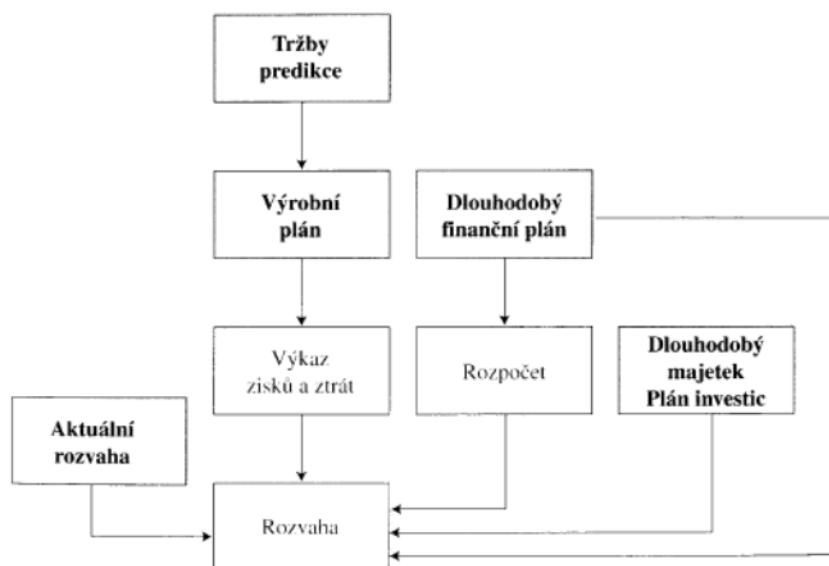 Tržby
predikce
Výrobní
plán
Dlouhodobý
finanční plán
Výkaz
zisků a ztrát
Rozpočet
Dlouhodobý
majetek
Plán investic
Aktuální
rozvaha
Rozvaha